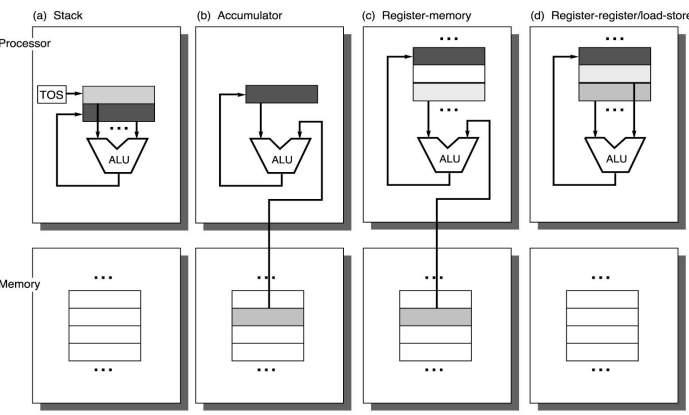 (a) Stack
(b) Accumulator
(c) Register-memory
(d) Register-register/load-store
Processor
TOS
...
ALU
ALU
...
...
ALU
...
...
ALU
Memory
...
...
...
...
...
...
...
...